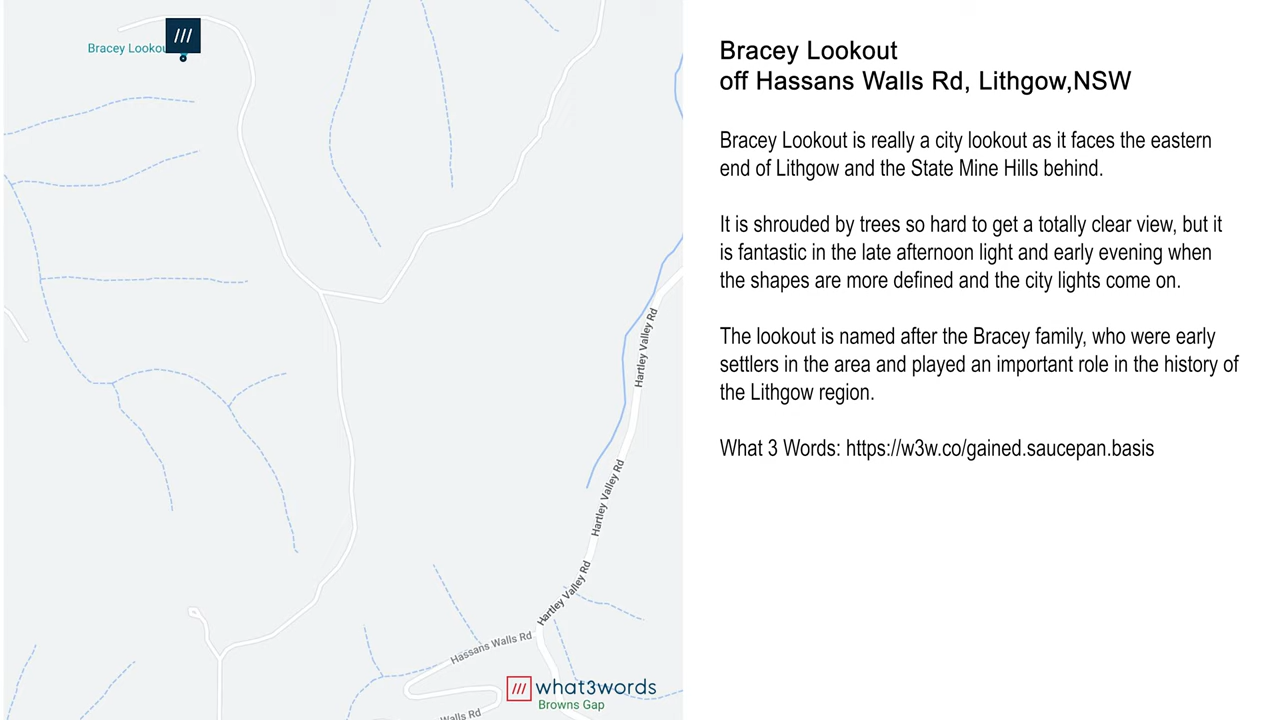 Bracey Lookou
///
Hartley Valley Rd
Hartley Valley Rd
Hartley Valley Rd
Hassans Walls Rd
/// what3words
Browns Gap
Walls Rd
Bracey Lookout
off Hassans Walls Rd, Lithgow,NSW
Bracey Lookout is really a city lookout as it faces the eastern
end of Lithgow and the State Mine Hills behind.
It is shrouded by trees so hard to get a totally clear view, but it
is fantastic in the late afternoon light and early evening when
the shapes are more defined and the city lights come on.
The lookout is named after the Bracey family, who were early
settlers in the area and played an important role in the history of
the Lithgow region.
What 3 Words: https://w3w.co/gained.saucepan.basis